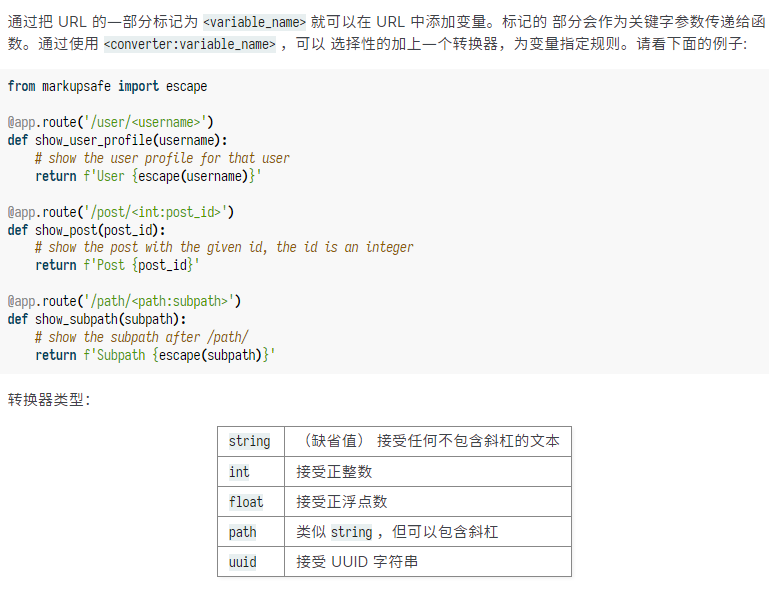 通过把 URL 的一部分标记为 <variable_name> 就可以在 URL 中添加变量。标记的 部分会作为关键字参数传递给函
数。通过使用 <converter:variable_name> ，可以 选择性的加上一个转换器，为变量指定规则。请看下面的例子:
from markupsafe import escape
@app.route('/user/<username>')
def show_user_profile(username):
    # show the user profile for that user
    return f'User {escape(username)}'
@app.route('/post/<int:post_id>')
def show_post(post_id):
    # show the post with the given id, the id is an integer
    return f'Post {post_id}'
@app.route('/path/<path:subpath>')
def show_subpath(subpath):
    # show the subpath after /path/
    return f'Subpath {escape(subpath)}'
转换器类型：
string （缺省值） 接受任何不包含斜杠的文本
int 接受正整数
float 接受正浮点数
path 类似 string ，但可以包含斜杠
uuid 接受 UUID 字符串